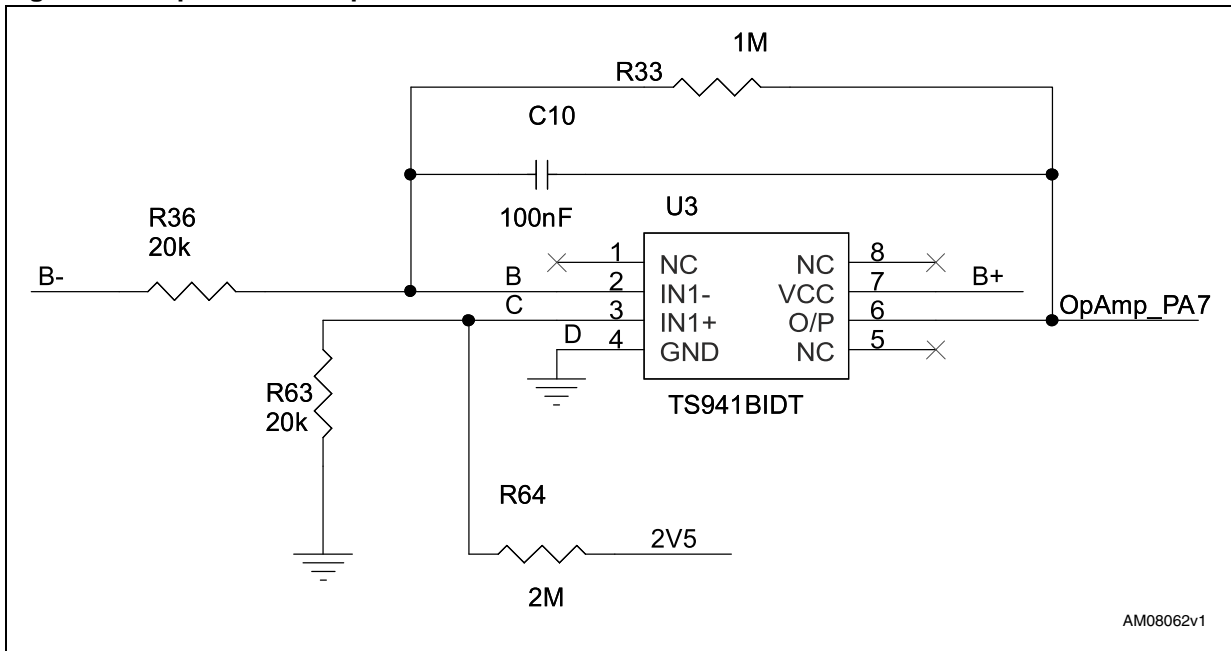 1M
R33
C10
100nF
U3
R36
20k
B-
B
C
D
1
2
3
4
NC
IN1-
IN1+
GND
NC
VCC
O/P
NC
8
7
6
5
B+
OpAmp_PA7
TS941BIDT
R63
20k
R64
2V5
2M
AM08062v1